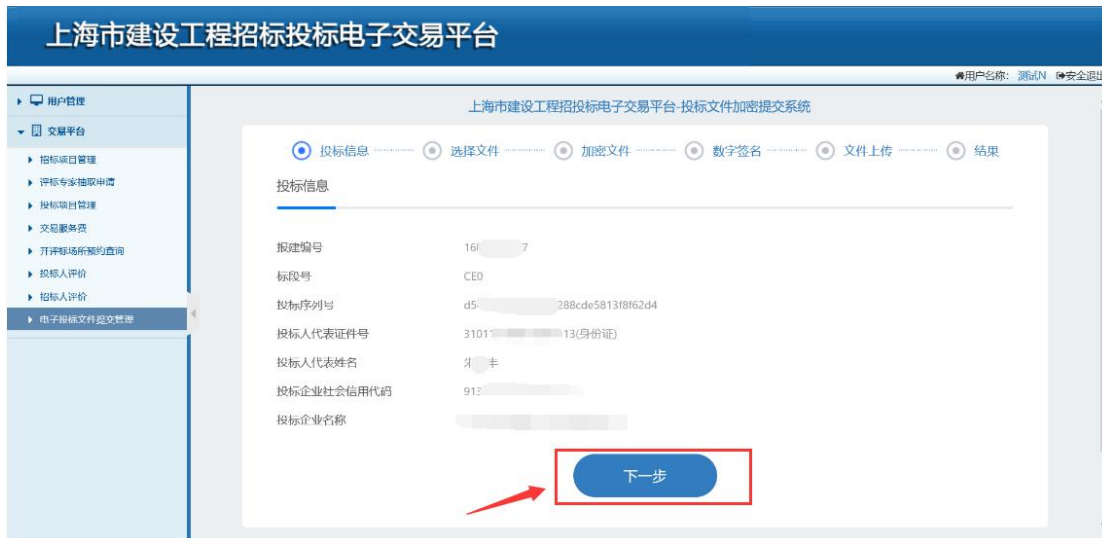 上海市建设工程招标投标电子交易平台
用户名称: 测试N 安全退出
用户管理
交易平台
招标项目管理
评标专家抽取申请
投标项目管理
交易服务费
开评标场所预约查询
投标人评价
招标人评价
电子投标文件提交管理
上海市建设工程招投标电子交易平台-投标文件加密提交系统
投标信息 选择文件 加密文件 数字签名 文件上传 结果
投标信息
报建编号 16 7
标段号 CE0
投标序列号 d5 288cde5813f8f62d4
投标人代表证件号 3101 13(身份证)
投标人代表姓名 丰
投标企业社会信用代码 913
投标企业名称
下一步